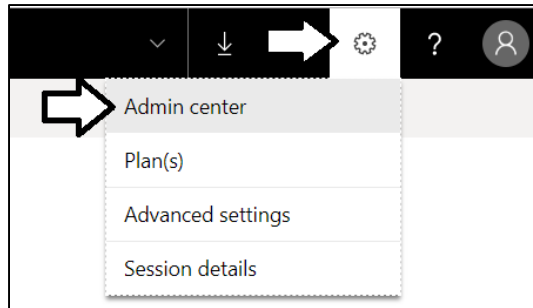 ?
Admin center
Plan(s)
Advanced settings
Session details